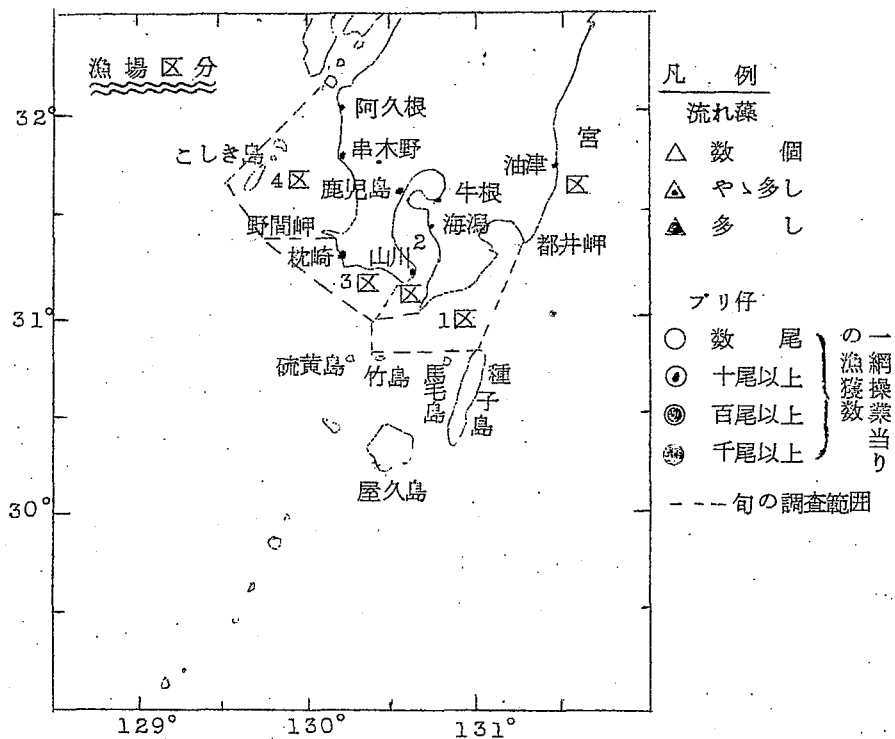 漁場区分
32°
31°
30°
129°
130°
131°
阿久根
こしき島
串木野
4区
鹿児島
牛根
油津
宮区
野間岬
海潟
都井岬
枕崎
山川
2区
3区
1区
硫黄島
竹島
馬毛島
種子島
屋久島
凡例
流れ藻
△ 数個
やゝ多し
多し
ブリ仔
○ 数尾
十尾以上
百尾以上
千尾以上
一網操業当り
の漁獲数
---- 旬の調査範囲